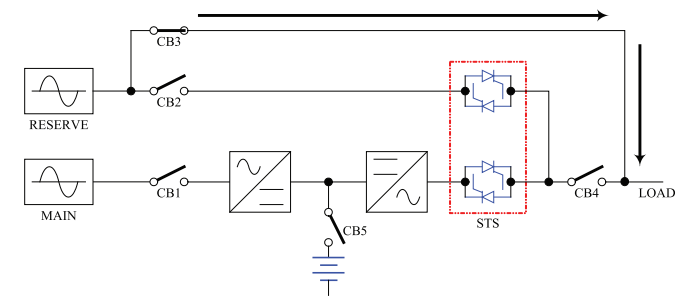 CB3
CB2
RESERVE
CB1
MAIN
CB5
STS
CB4
LOAD